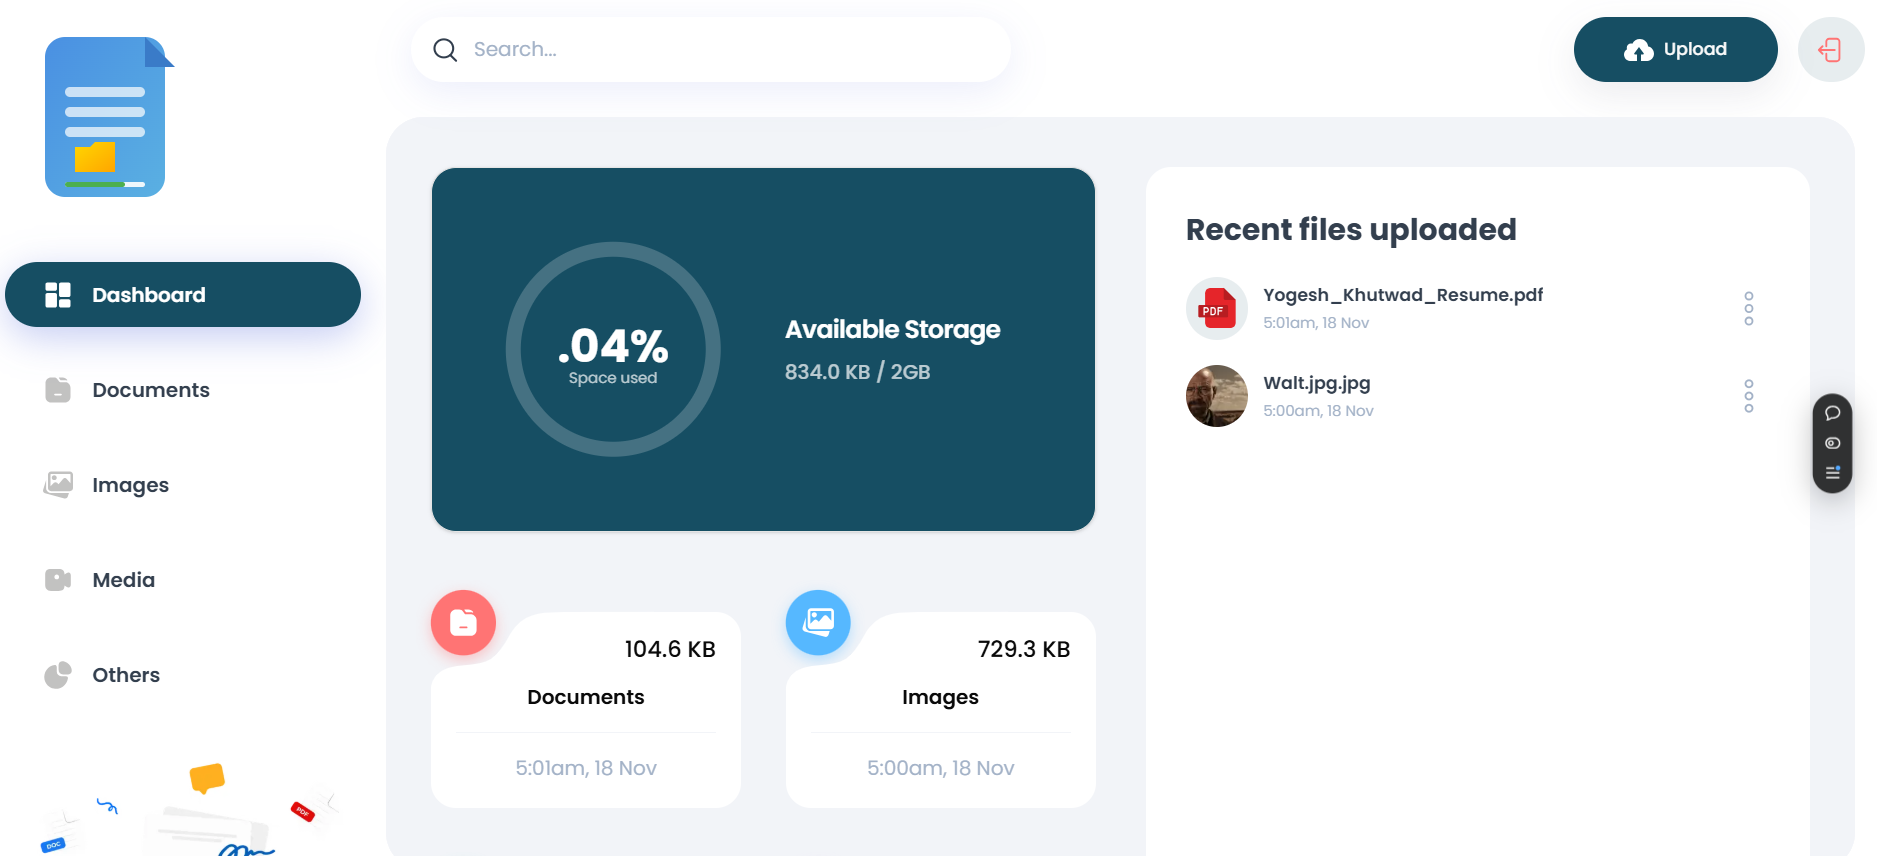 Search...
Upload
Dashboard
Documents
Images
Media
Others
.04%
Space used
Available Storage
834.0 KB / 2GB
104.6 KB
Documents
5:01am, 18 Nov
729.3 KB
Images
5:00am, 18 Nov
Recent files uploaded
Yogesh_Khutwad_Resume.pdf
5:01am, 18 Nov
Walt.jpg.jpg
5:00am, 18 Nov
PDF
PDF
DOC